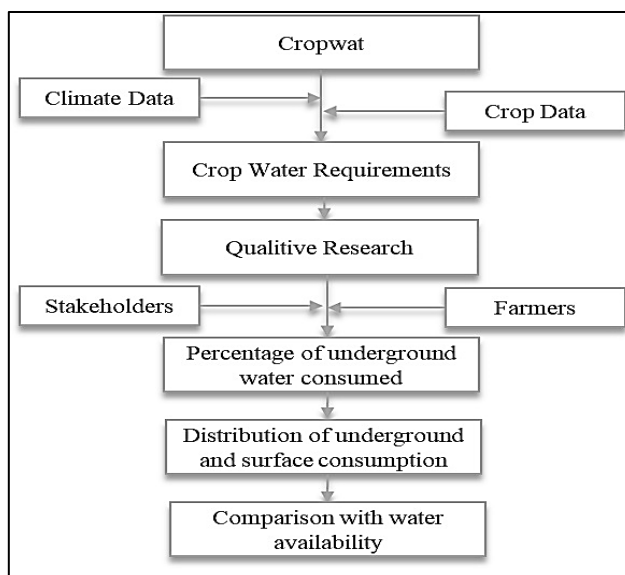 Cropwat
Climate Data
Crop Data
Crop Water Requirements
Qualitive Research
Stakeholders
Farmers
Percentage of underground
water consumed
Distribution of underground
and surface consumption
Comparison with water
availability